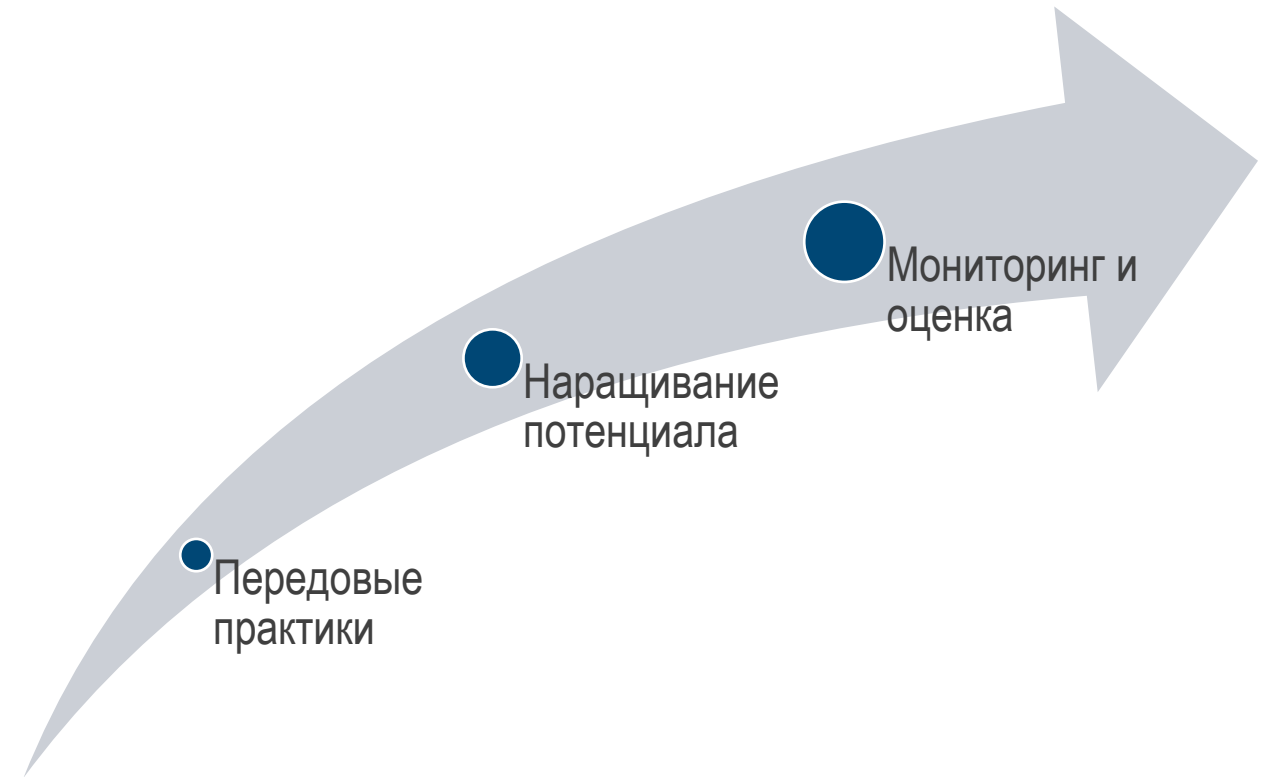 Мониторинг и
оценка
Наращивание
потенциала
Передовые
практики